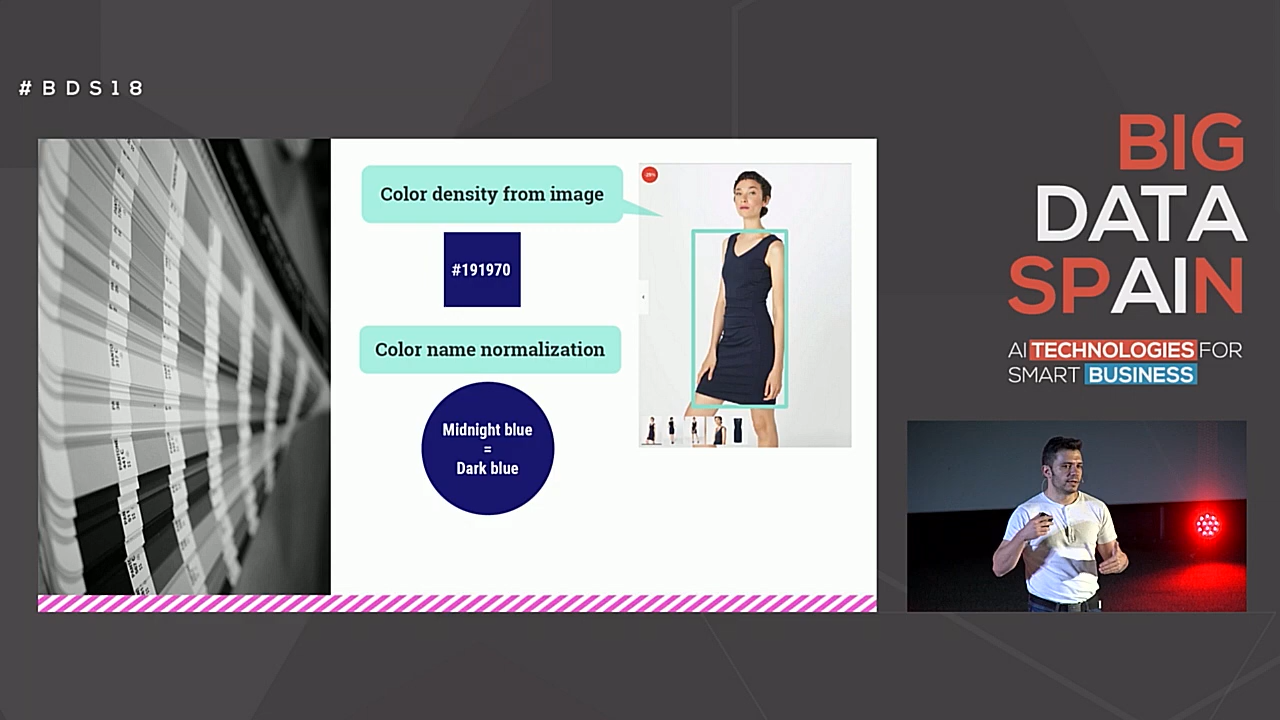 #BDS18
Color density from image
#191970
Color name normalization
Midnight blue
=
Dark blue
BIG
DATA
SPAIN
AI TECHNOLOGIES FOR
SMART BUSINESS